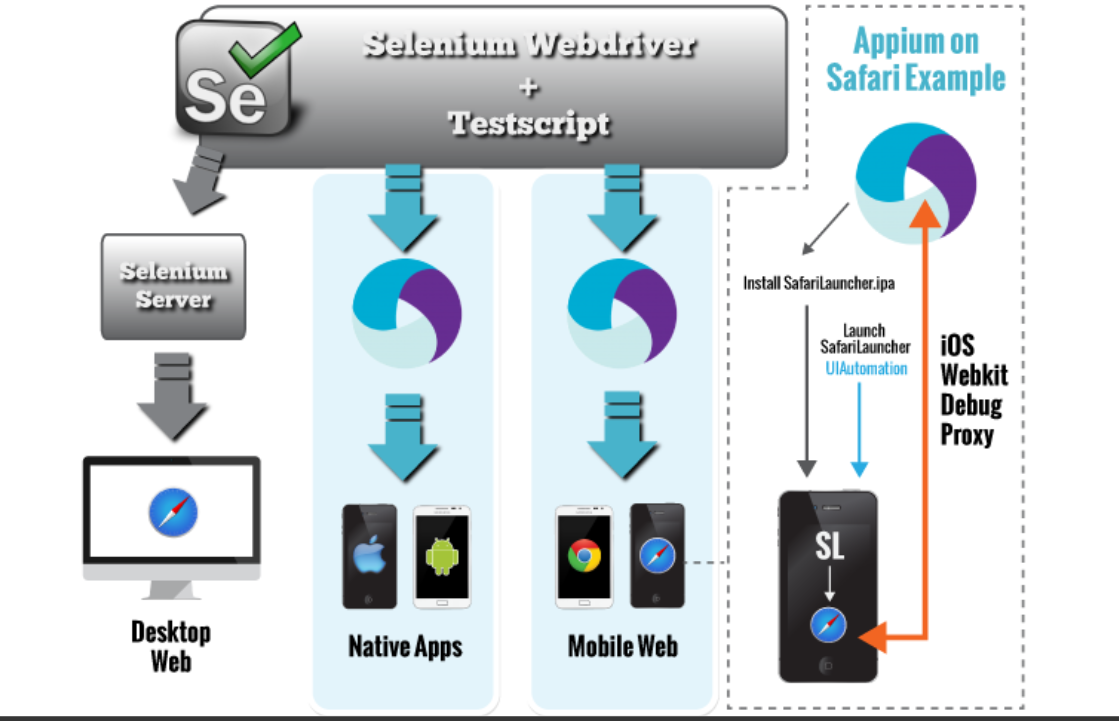 Se
Selenium Webdriver
+
Testscript
Selenium
Server
Desktop
Web
Native Apps
Mobile Web
Appium on
Safari Example
Install SafariLauncher.ipa
Launch
SafariLauncher
UIAutomation
iOS
Webkit
Debug
Proxy
SL